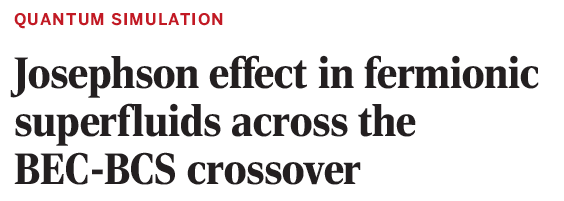 QUANTUM SIMULATION
Josephson effect in fermionic
superfluids across the
BEC-BCS crossover